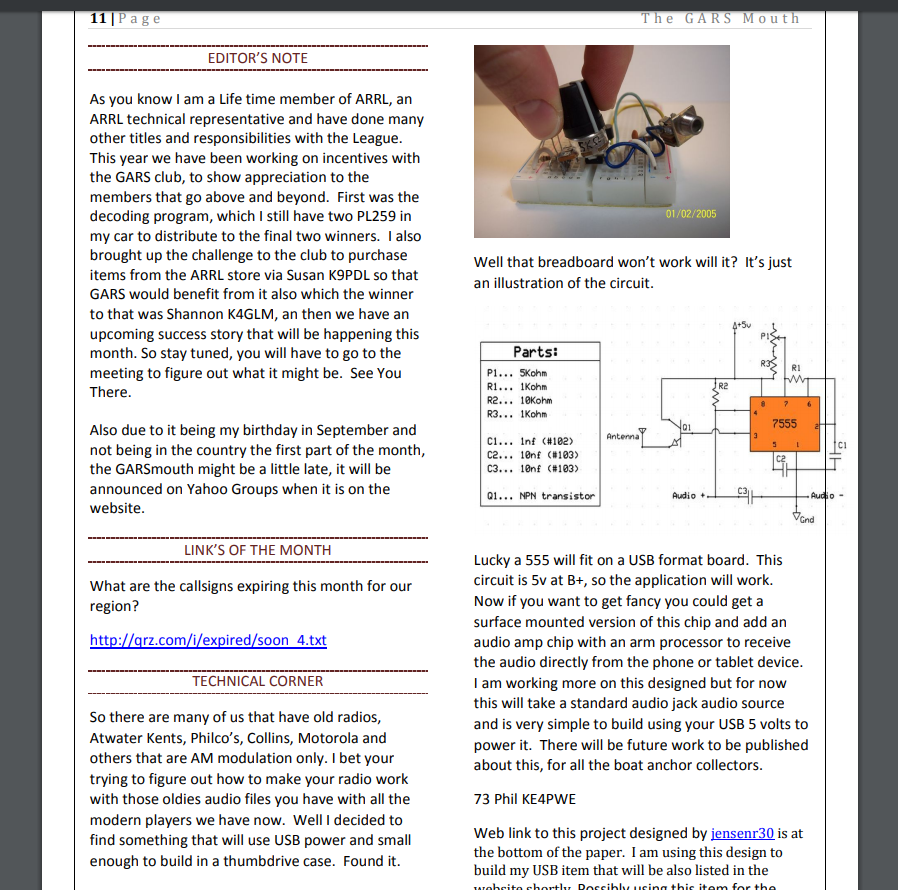 11 | P a g e
The GARS Mouth
EDITOR'S NOTE
As you know I am a Life time member of ARRL, an
ARRL technical representative and have done many
other titles and responsibilities with the League.
This year we have been working on incentives with
the GARS club, to show appreciation to the
members that go above and beyond. First was the
decoding program, which I still have two PL259 in
my car to distribute to the final two winners. I also
brought up the challenge to the club to purchase
items from the ARRL store via Susan K9PDL so that
GARS would benefit from it also which the winner
to that was Shannon K4GLM, an then we have an
upcoming success story that will be happening this
month. So stay tuned, you will have to go to the
meeting to figure out what it might be. See You
There.
Also due to it being my birthday in September and
not being in the country the first part of the month,
the GARSmouth might be a little late, it will be
announced on Yahoo Groups when it is on the
website.
LINK'S OF THE MONTH
What are the callsigns expiring this month for our
region?
http://qrz.com/i/expired/soon_4.txt
TECHNICAL CORNER
So there are many of us that have old radios,
Atwater Kents, Philco's, Collins, Motorola and
others that are AM modulation only. I bet your
trying to figure out how to make your radio work
with those oldies audio files you have with all the
modern players we have now. Well I decided to
find something that will use USB power and small
enough to build in a thumbdrive case. Found it.
01/02/2005
Well that breadboard won't work will it? It's just
an illustration of the circuit.
Parts:
P1... 5Kohm
R1... 1Kohm
R2... 10Kohm
R3... 1Kohm
C1... 1nf (#102)
C2... 10nf (#103)
C3... 10nf (#103)
Q1... NPN transistor
+5v
P1
R3
R1
R2
8 7 6
4
7555
Q1
Antenna
3
2
5 1
C1
C2
Audio +
C3
Audio -
Gnd
Lucky a 555 will fit on a USB format board. This
circuit is 5v at B+, so the application will work.
Now if you want to get fancy you could get a
surface mounted version of this chip and add an
audio amp chip with an arm processor to receive
the audio directly from the phone or tablet device.
I am working more on this designed but for now
this will take a standard audio jack audio source
and is very simple to build using your USB 5 volts to
power it. There will be future work to be published
about this, for all the boat anchor collectors.
73 Phil KE4PWE
Web link to this project designed by jensenr30 is at
the bottom of the paper. I am using this design to
build my USB item that will be also listed in the
website shortly. Possibly using this item for the